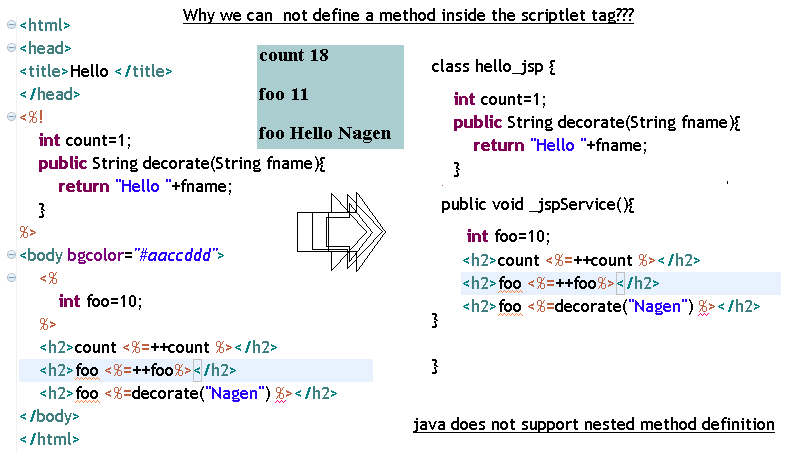 Why we can not define a method inside the scriptlet tag???
<html>
<head>
<title>Hello </title>
</head>
<%!
int count=1;
public String decorate(String fname){
return "Hello "+fname;
}
%>
<body bgcolor="#aaccddd">
<%
int foo=10;
%>
<h2>count <%=++count %></h2>
<h2>foo <%=++foo%></h2>
<h2>foo <%=decorate("Nagen") %></h2>
</body>
</html>
count 18
foo 11
foo Hello Nagen
class hello_jsp {
int count=1;
public String decorate(String fname){
return "Hello "+fname;
}
public void _jspService(){
int foo=10;
<h2>count <%=++count %></h2>
<h2>foo <%=++foo%></h2>
<h2>foo <%=decorate("Nagen") %></h2>
}
}
java does not support nested method definition